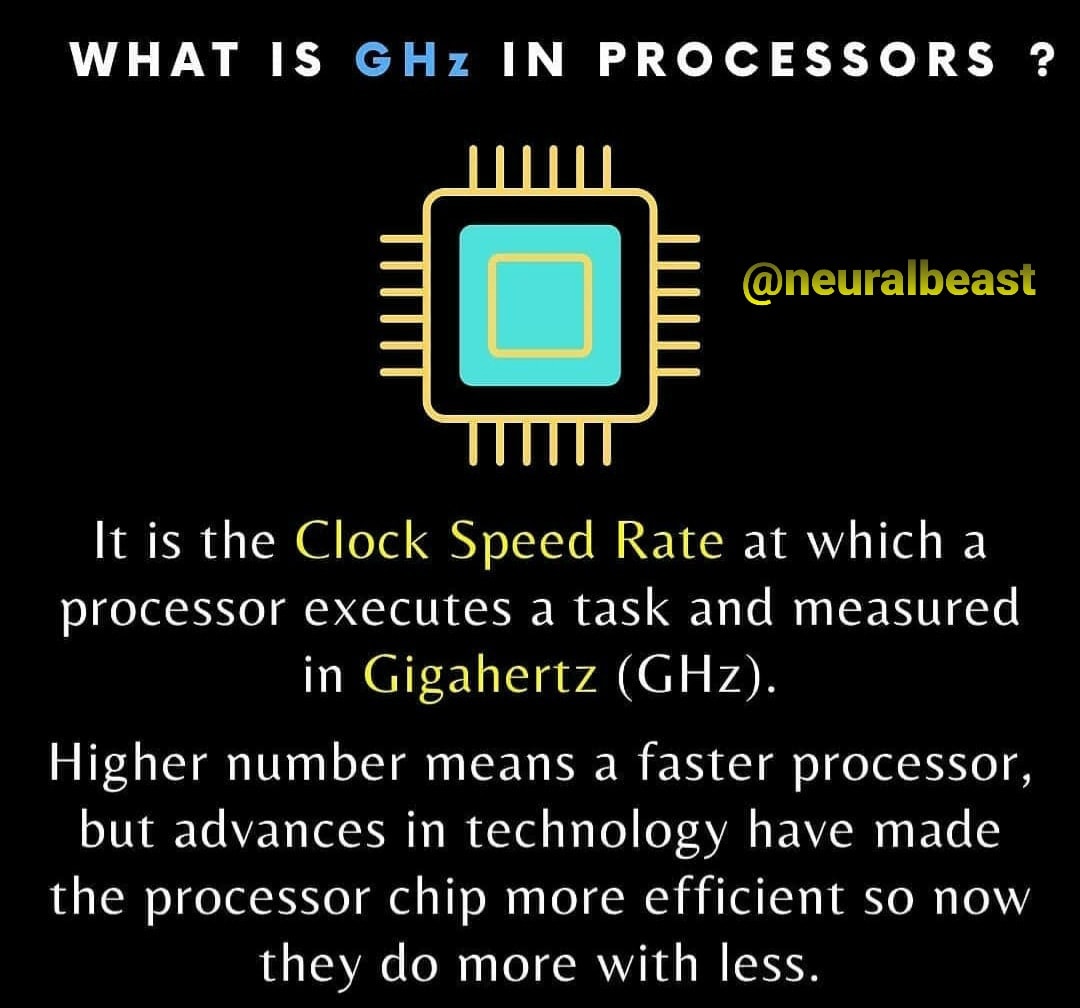 WHAT IS GHz IN PROCESSORS ?
@neuralbeast
It is the Clock Speed Rate at which a
processor executes a task and measured
in Gigahertz (GHz).
Higher number means a faster processor,
but advances in technology have made
the processor chip more efficient so now
they do more with less.